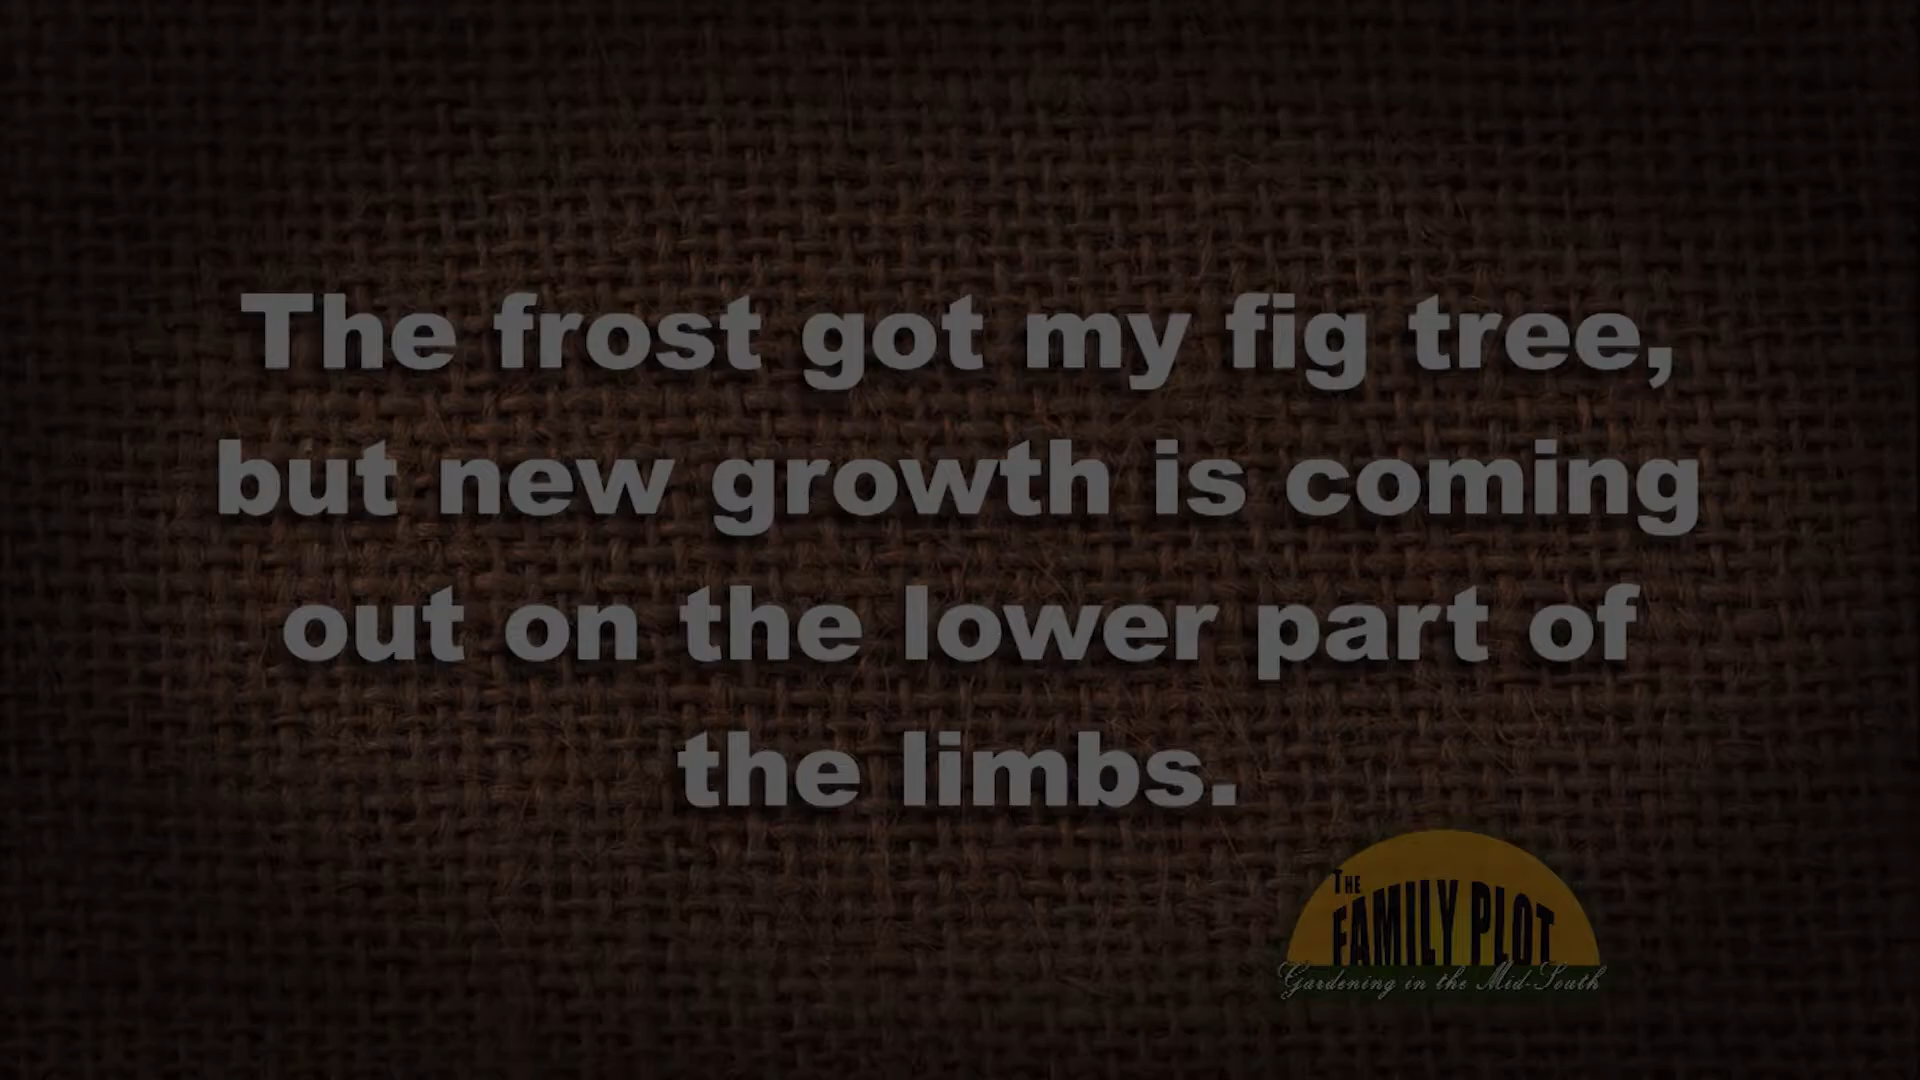 The frost got my fig tree,
but new growth is coming
out on the lower part of
the limbs.
THE
FAMILY PLOT
Gardening in the Mid-South